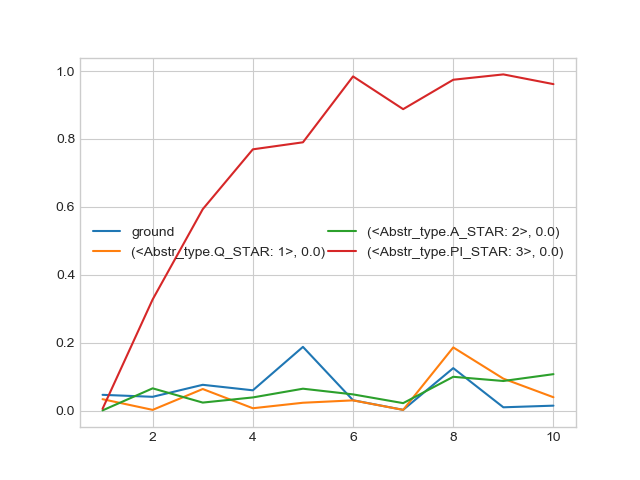 1.0
0.8
0.6
ground
(<Abstr_type.A_STAR: 2>, 0.0)
(<Abstr_type.Q_STAR: 1>, 0.0)
(<Abstr_type.PI_STAR: 3>, 0.0)
0.4
0.2
0.0
2
4
6
8
10